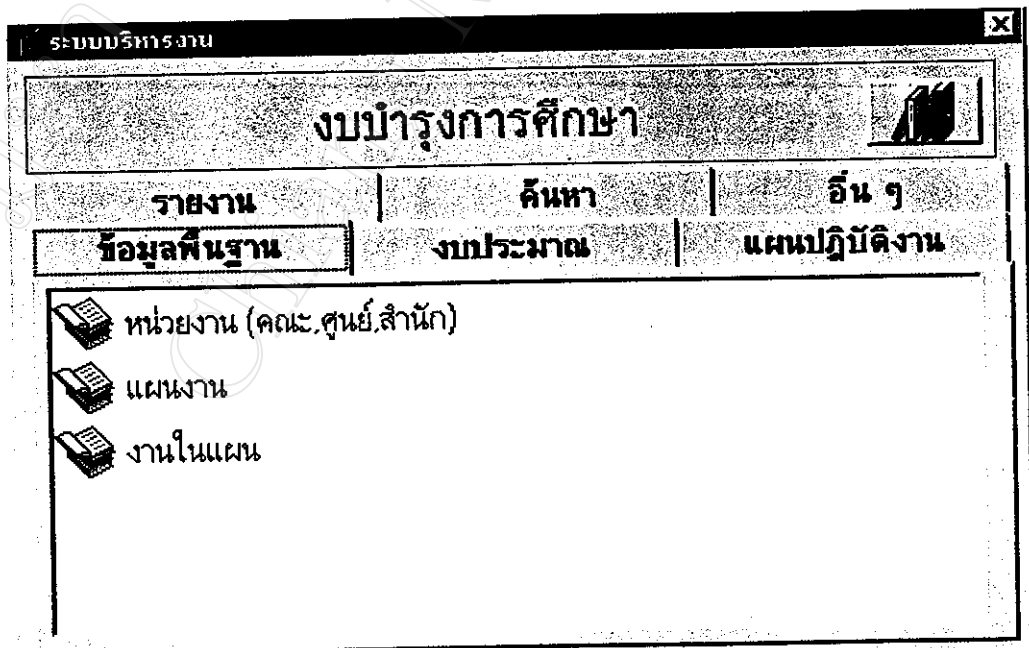 ระบบบริหารงาน
งบบำรุงการศึกษา
รายงาน ค้นหา อื่น ๆ
ข้อมูลพื้นฐาน งบประมาณ แผนปฏิบัติงาน
หน่วยงาน (คณะ,ศูนย์,สำนัก)
แผนงาน
งานในแผน